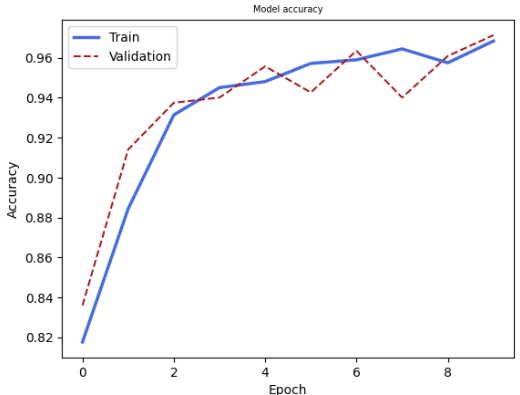 Model accuracy
Train
Validation
0.96
0.94
0.92
0.90
0.88
0.86
0.84
0.82
Accuracy
0 2 4 6 8
Epoch